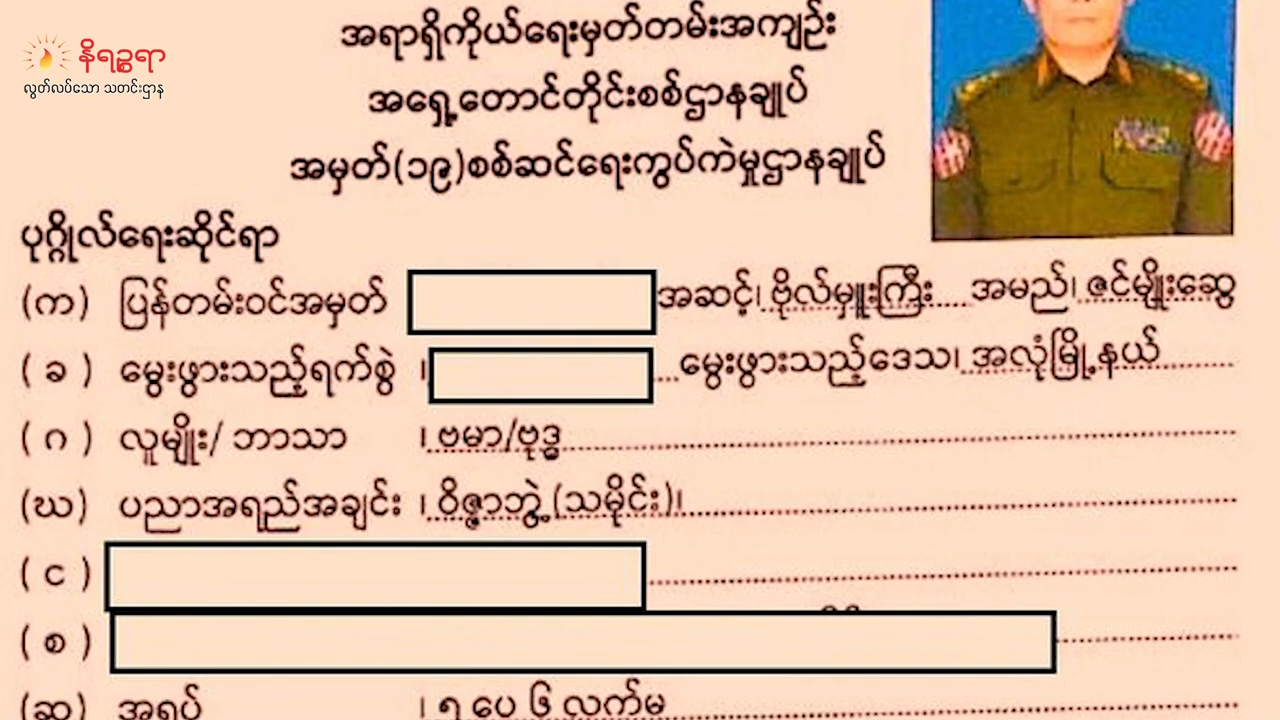 နိရဉ္စရာ
လွတ်လပ်သော သတင်းဌာန
အရာရှိကိုယ်ရေးမှတ်တမ်းအကျဉ်း
အရှေ့တောင်တိုင်းစစ်ဌာနချုပ်
အမှတ်(၁၉)စစ်ဆင်ရေးကွပ်ကဲမှုဌာနချုပ်
ပုဂ္ဂိုလ်ရေးဆိုင်ရာ
(က) ပြန်တမ်းဝင်အမှတ် အဆင့်၊ ဗိုလ်မှူးကြီး အမည်၊ ဇင်မျိုးဆွေ
(ခ) မွေးဖွားသည့်ရက်စွဲ ၊ မွေးဖွားသည့်ဒေသ၊ အလုံမြို့နယ်
(ဂ) လူမျိုး/ ဘာသာ ၊ ဗမာ/ဗုဒ္ဓ
(ဃ) ပညာအရည်အချင်း ၊ ဝိဇ္ဇာဘွဲ့(သမိုင်း)၊
(င)
(စ)
(ဆ) အရပ် ၊ ၅ ပေ ၆ လက်မ